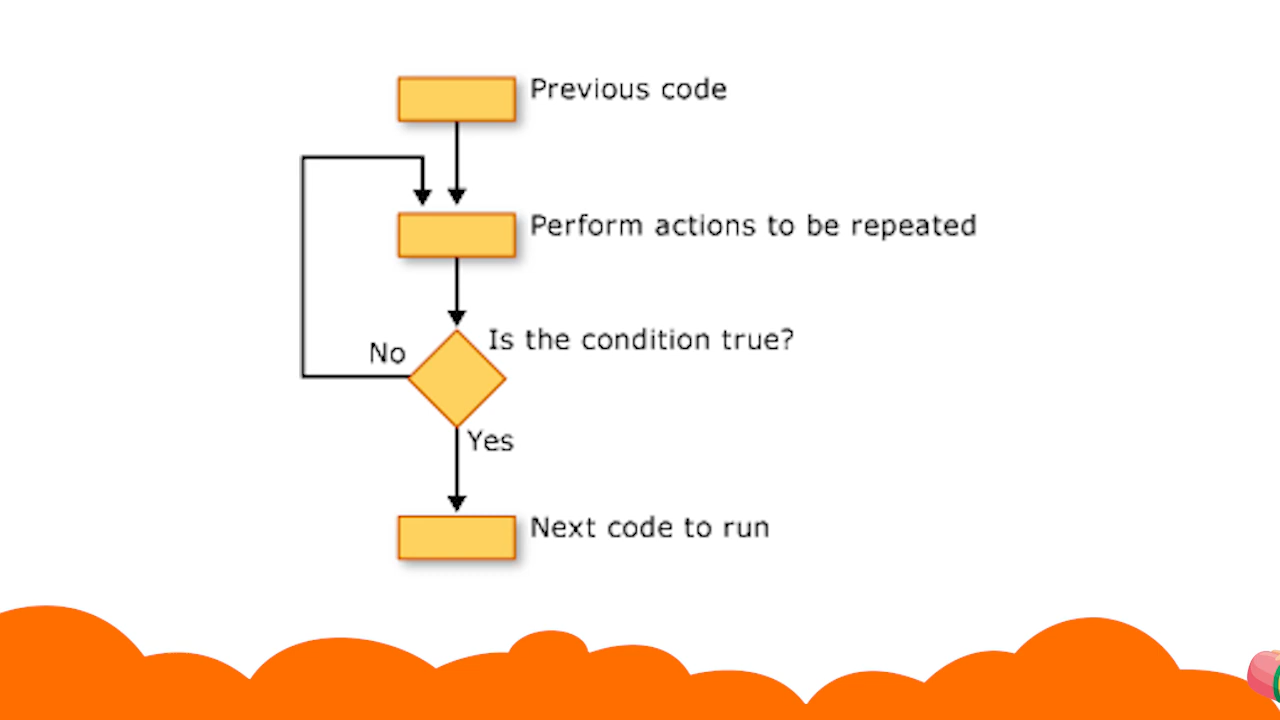 Previous code
Perform actions to be repeated
Is the condition true?
No
Yes
Next code to run